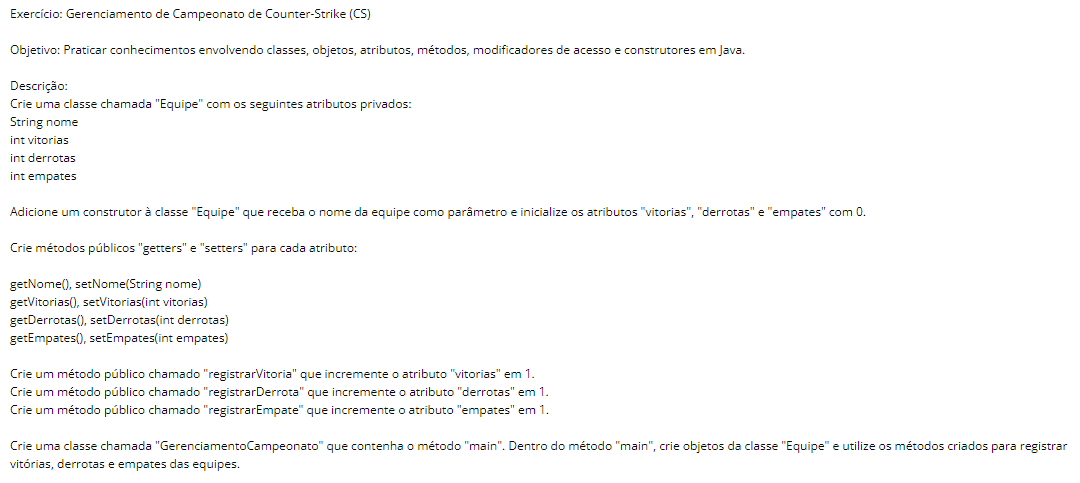 Exercício: Gerenciamento de Campeonato de Counter-Strike (CS)
Objetivo: Praticar conhecimentos envolvendo classes, objetos, atributos, métodos, modificadores de acesso e construtores em Java.
Descrição:
Crie uma classe chamada "Equipe" com os seguintes atributos privados:
String nome
int vitorias
int derrotas
int empates
Adicione um construtor à classe "Equipe" que receba o nome da equipe como parâmetro e inicialize os atributos "vitorias", "derrotas" e "empates" com 0.
Crie métodos públicos "getters" e "setters" para cada atributo:
getNome(), setNome(String nome)
getVitorias(), setVitorias(int vitorias)
getDerrotas(), setDerrotas(int derrotas)
getEmpates(), setEmpates(int empates)
Crie um método público chamado "registrarVitoria" que incremente o atributo "vitorias" em 1.
Crie um método público chamado "registrarDerrota" que incremente o atributo "derrotas" em 1.
Crie um método público chamado "registrarEmpate" que incremente o atributo "empates" em 1.
Crie uma classe chamada "GerenciamentoCampeonato" que contenha o método "main". Dentro do método "main", crie objetos da classe "Equipe" e utilize os métodos criados para registrar
vitórias, derrotas e empates das equipes.